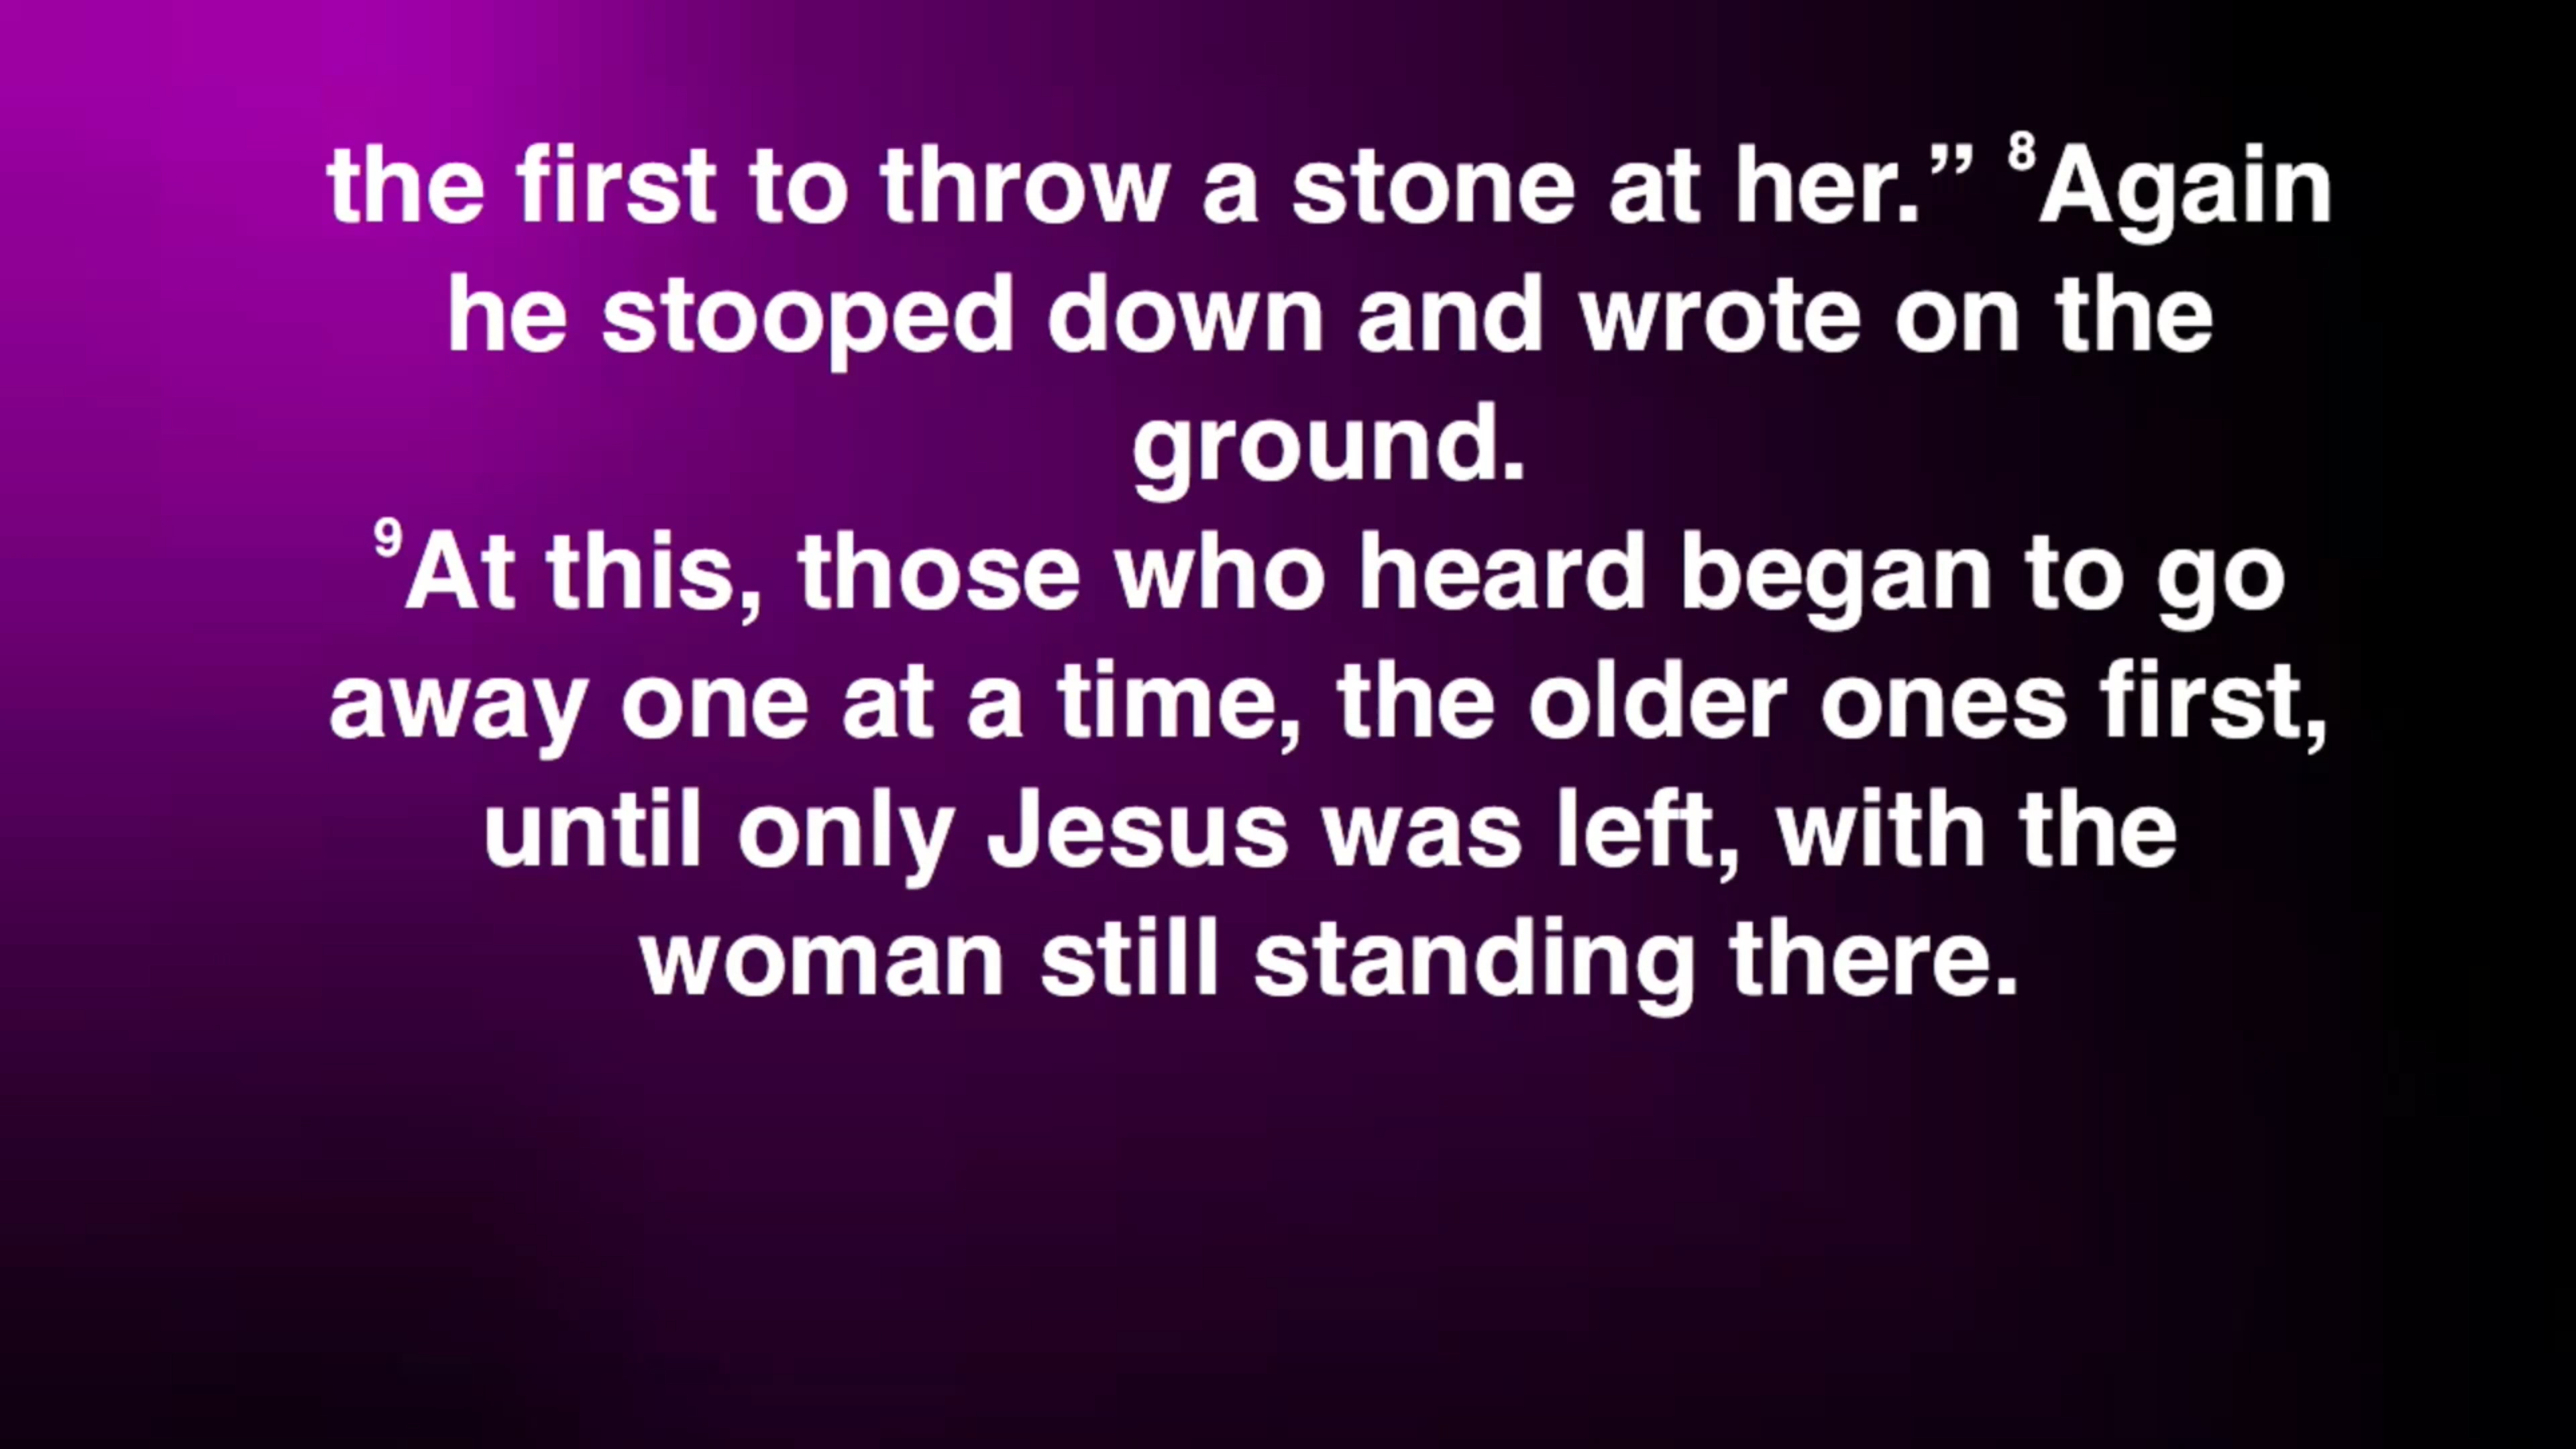 the first to throw a stone at her.” ⁸Again
he stooped down and wrote on the
ground.
⁹At this, those who heard began to go
away one at a time, the older ones first,
until only Jesus was left, with the
woman still standing there.